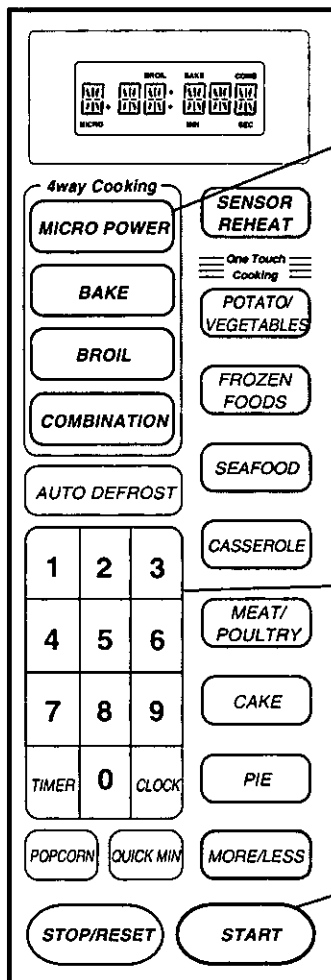 BROIL BAKE COMB
MICRO MIN SEC
4way Cooking
MICRO POWER
BAKE
BROIL
COMBINATION
AUTO DEFROST
1 2 3
4 5 6
7 8 9
TIMER 0 CLOCK
POPCORN QUICK MIN
STOP/RESET
SENSOR
REHEAT
One Touch
Cooking
POTATO/
VEGETABLES
FROZEN
FOODS
SEAFOOD
CASSEROLE
MEAT/
POULTRY
CAKE
PIE
MORE/LESS
START